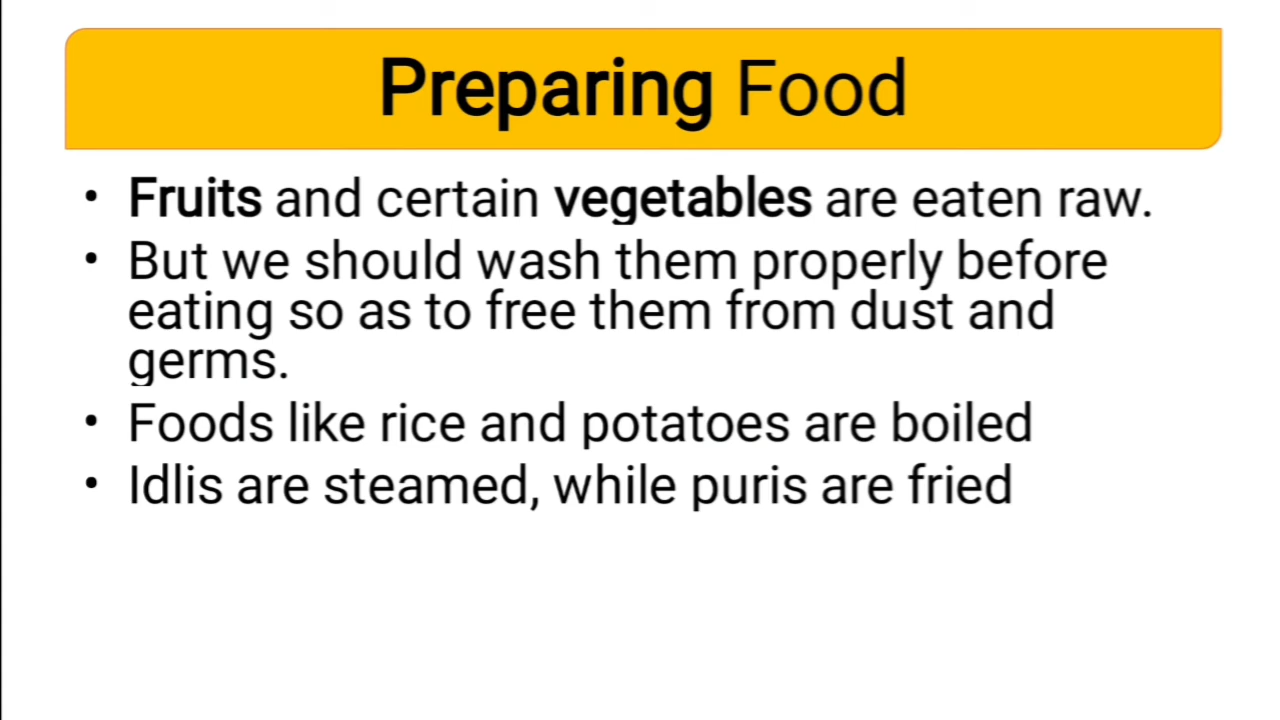 Preparing Food
• Fruits and certain vegetables are eaten raw.
• But we should wash them properly before
eating so as to free them from dust and
germs.
• Foods like rice and potatoes are boiled
• Idlis are steamed, while puris are fried